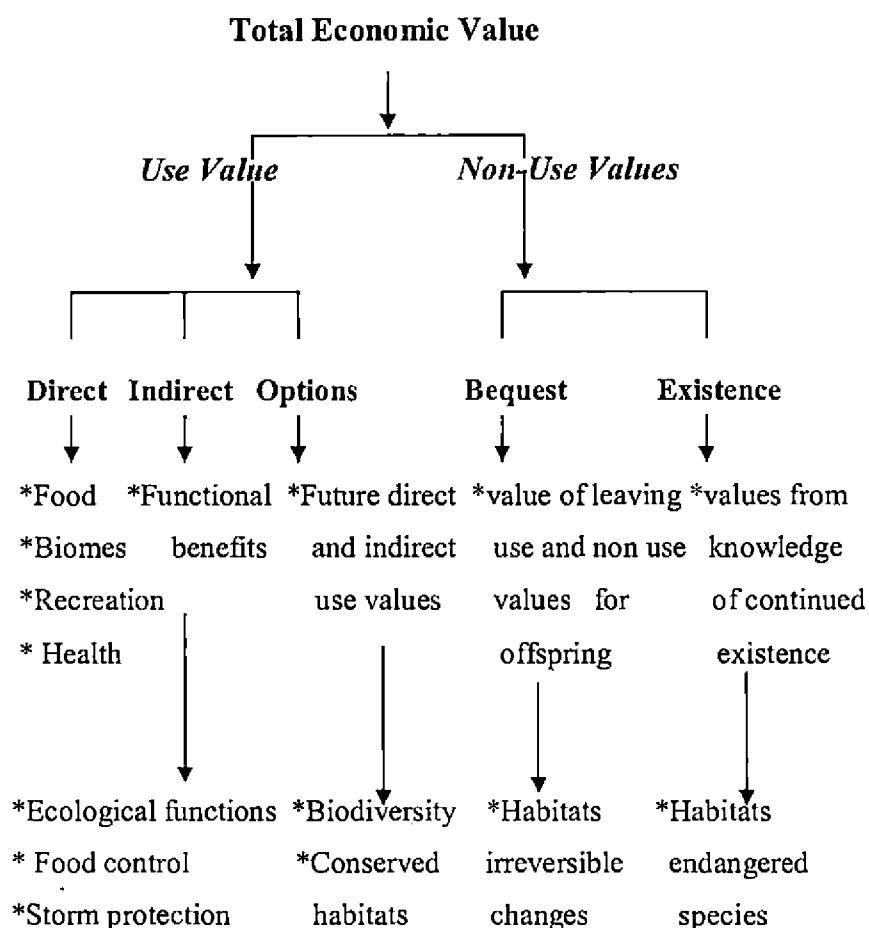 Total Economic Value
Use Value Non-Use Values
Direct Indirect Options Bequest Existence
*Food *Functional *Future direct *value of leaving *values from
*Biomes benefits and indirect use and non use knowledge
*Recreation use values values for of continued
* Health offspring existence
*Ecological functions *Biodiversity *Habitats *Habitats
* Food control *Conserved irreversible endangered
*Storm protection habitats changes species